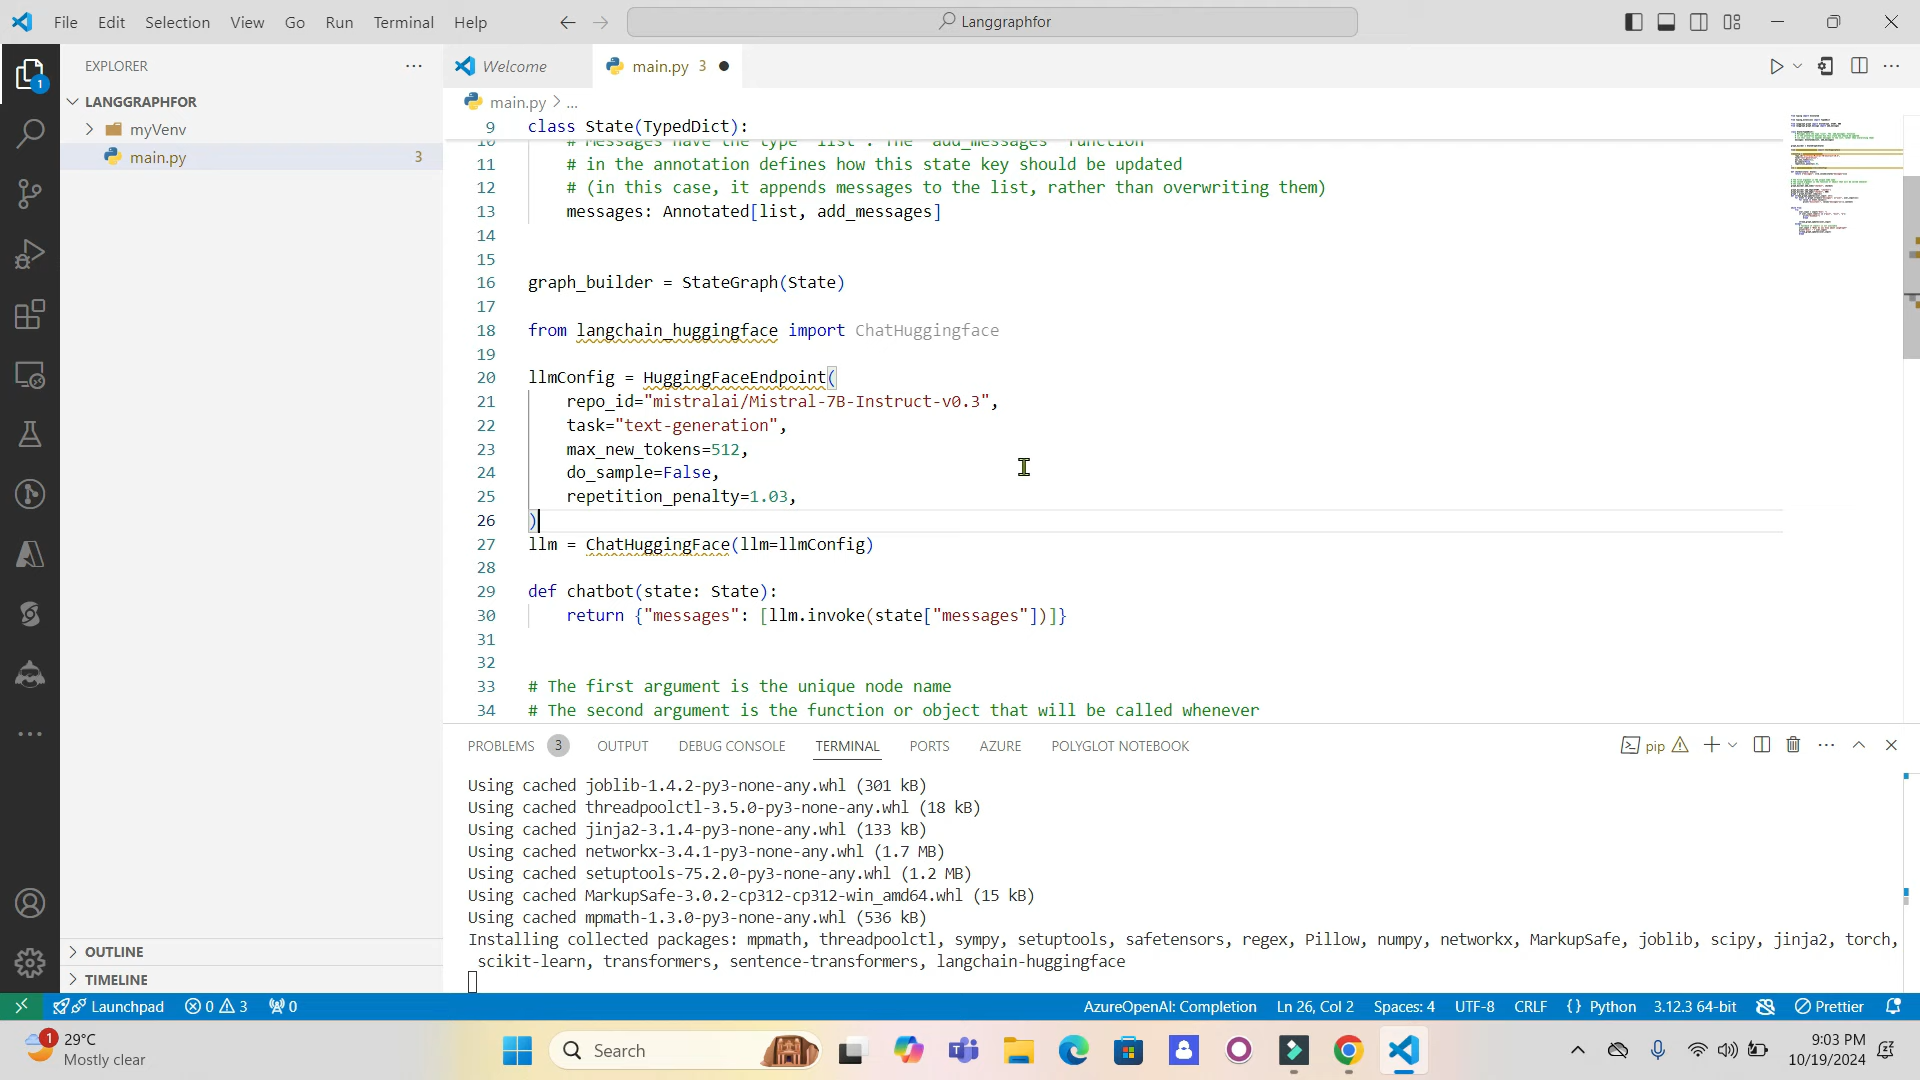 File Edit Selection View Go Run Terminal Help
Langgraphfor
EXPLORER
Welcome
main.py 3
LANGGRAPHFOR
myVenv
main.py 3
1
main.py > ...
9 class State(TypedDict):
10 # Messages have the type "list". The `add_messages` function
11 # in the annotation defines how this state key should be updated
12 # (in this case, it appends messages to the list, rather than overwriting them)
13 messages: Annotated[list, add_messages]
14
15
16 graph_builder = StateGraph(State)
17
18 from langchain_huggingface import ChatHuggingface
19
20 llmConfig = HuggingFaceEndpoint(
21 repo_id="mistralai/Mistral-7B-Instruct-v0.3",
22 task="text-generation",
23 max_new_tokens=512,
24 do_sample=False,
25 repetition_penalty=1.03,
26 )
27 llm = ChatHuggingFace(llm=llmConfig)
28
29 def chatbot(state: State):
30 return {"messages": [llm.invoke(state["messages"])]}
31
32
33 # The first argument is the unique node name
34 # The second argument is the function or object that will be called whenever
PROBLEMS 3 OUTPUT DEBUG CONSOLE TERMINAL PORTS AZURE POLYGLOT NOTEBOOK
pip
Using cached joblib-1.4.2-py3-none-any.whl (301 kB)
Using cached threadpoolctl-3.5.0-py3-none-any.whl (18 kB)
Using cached jinja2-3.1.4-py3-none-any.whl (133 kB)
Using cached networkx-3.4.1-py3-none-any.whl (1.7 MB)
Using cached setuptools-75.2.0-py3-none-any.whl (1.2 MB)
Using cached MarkupSafe-3.0.2-cp312-cp312-win_amd64.whl (15 kB)
Using cached mpmath-1.3.0-py3-none-any.whl (536 kB)
Installing collected packages: mpmath, threadpoolctl, sympy, setuptools, safetensors, regex, Pillow, numpy, networkx, MarkupSafe, joblib, scipy, jinja2, torch,
scikit-learn, transformers, sentence-transformers, langchain-huggingface
OUTLINE
TIMELINE
Launchpad 0 3 0
AzureOpenAI: Completion Ln 26, Col 2 Spaces: 4 UTF-8 CRLF {} Python 3.12.3 64-bit Prettier
1
29°C
Mostly clear
Search
9:03 PM
10/19/2024